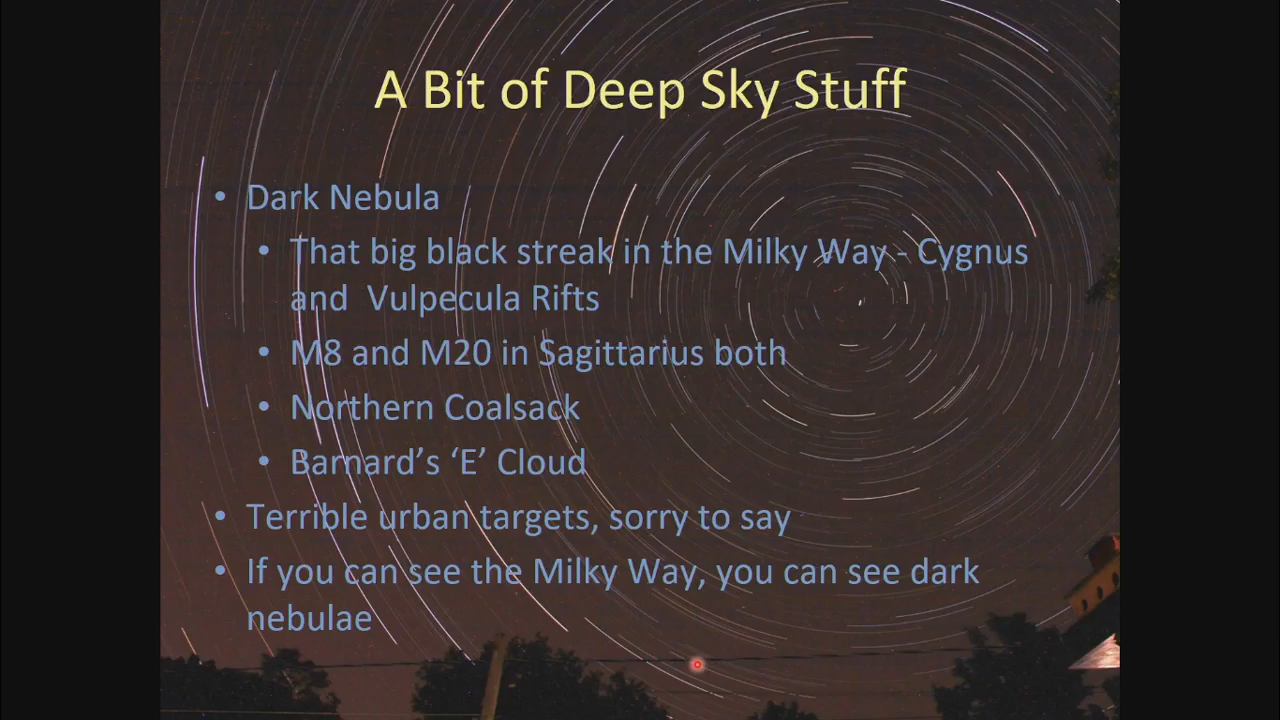 A Bit of Deep Sky Stuff
• Dark Nebula
• That big black streak in the Milky Way - Cygnus
and  Vulpecula Rifts
• M8 and M20 in Sagittarius both
• Northern Coalsack
• Barnard's ‘E’ Cloud
• Terrible urban targets, sorry to say
• If you can see the Milky Way, you can see dark
nebulae